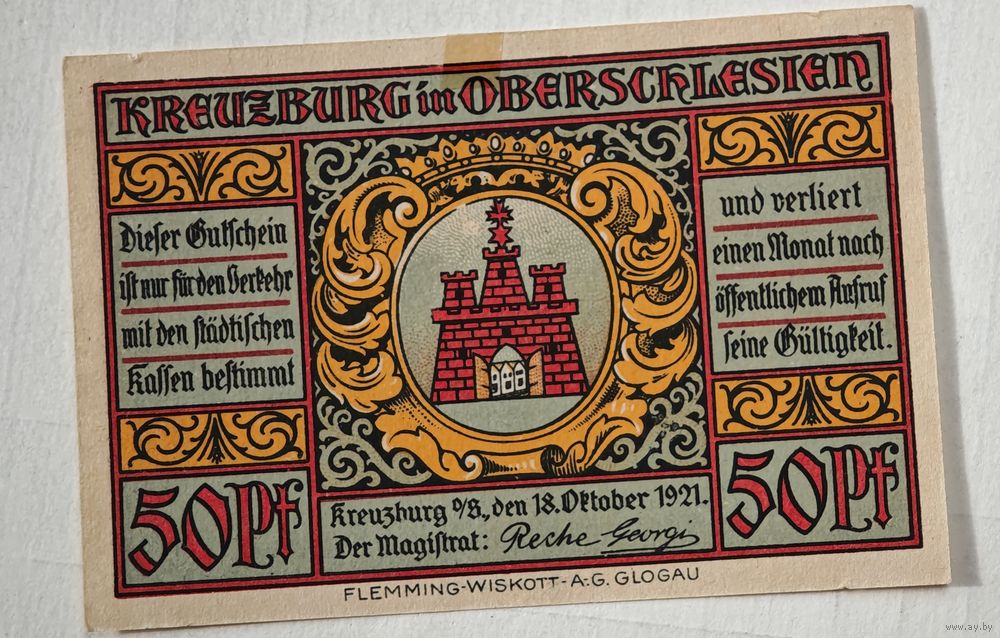 KREUZBURG in OBERSCHLESIEN
Dieser Gutschein
ist nur für den Verkehr
mit den städtischen
Kassen bestimmt
und verliert
einen Monat nach
öffentlichem Aufruf
seine Gültigkeit.
50Pf
Kreuzburg O/S., den 18. Oktober 1921.
Der Magistrat: Reche Georgi
50Pf
FLEMMING-WISKOTT-A-G. GLOGAU
www.ay.by